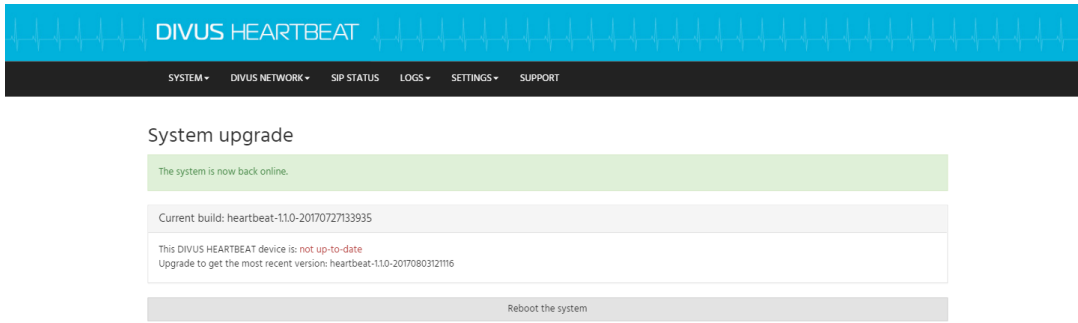 DIVUS HEARTBEAT
SYSTEM DIVUS NETWORK SIP STATUS LOGS SETTINGS SUPPORT
System upgrade
The system is now back online.
Current build: heartbeat-1.1.0-20170727133935
This DIVUS HEARTBEAT device is: not up-to-date
Upgrade to get the most recent version: heartbeat-1.1.0-20170803121116
Reboot the system